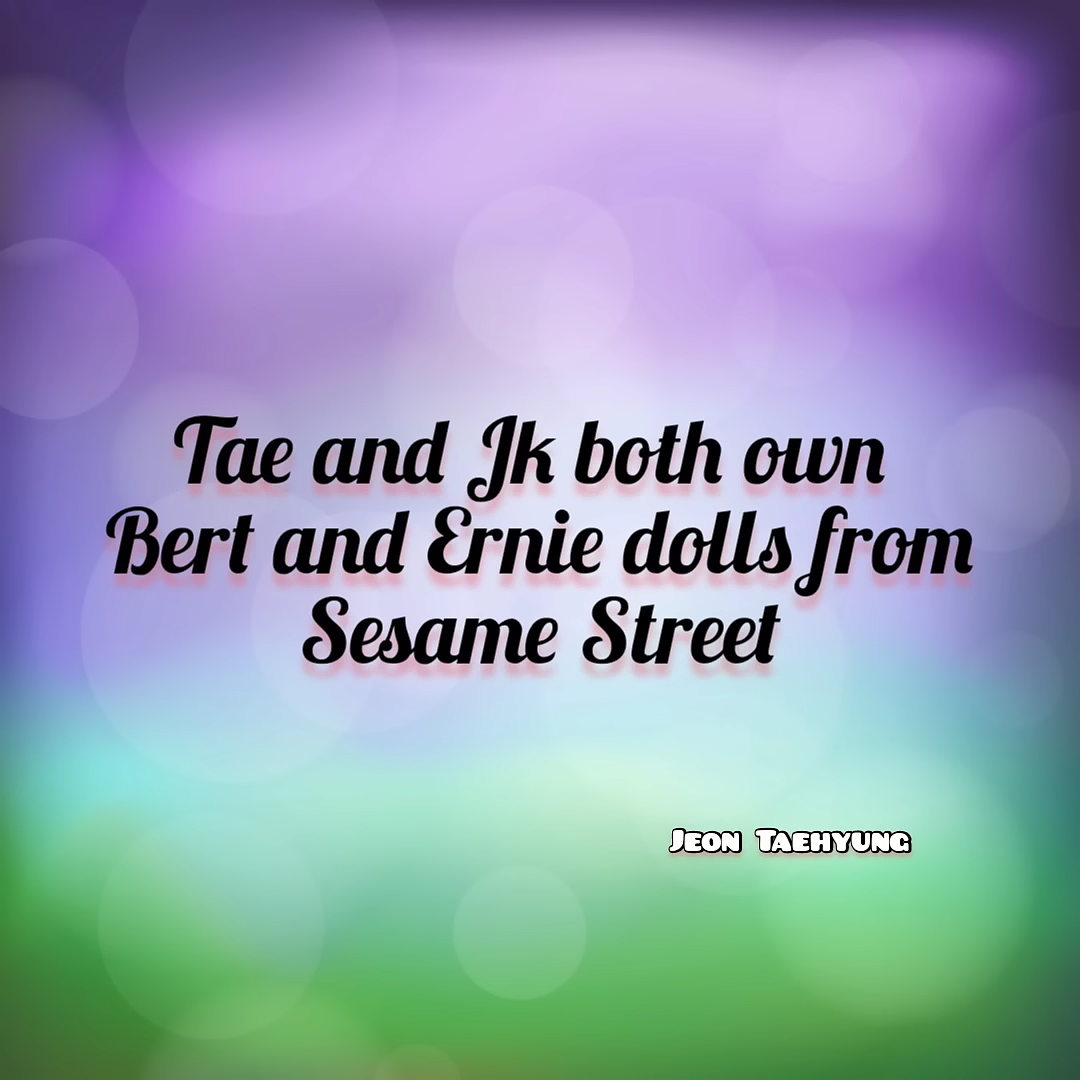 Tae and Jk both own
Bert and Ernie dolls from
Sesame Street
Jeon Taehyung